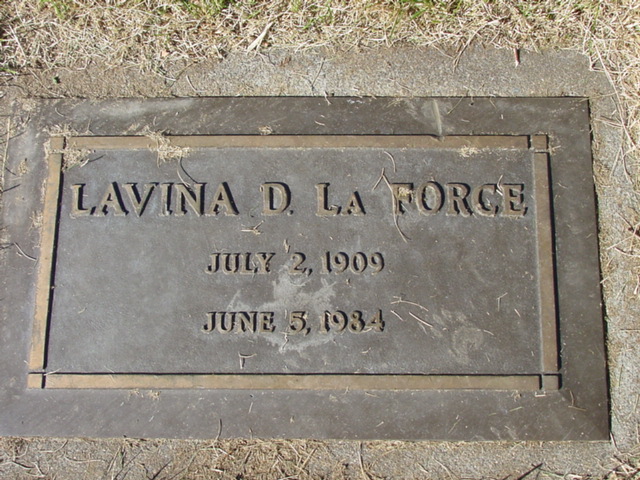 LAVINA D. La FORCE
JULY 2, 1909
JUNE 5, 1984